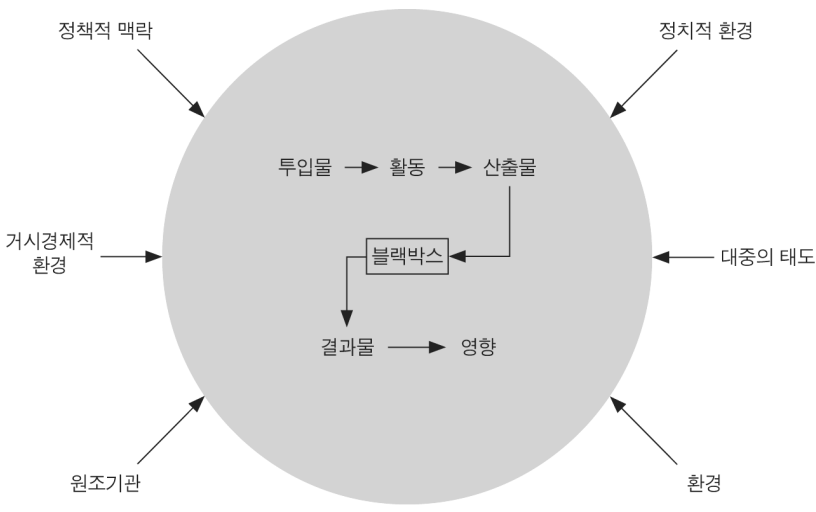 정책적 맥락
정치적 환경
투입물
활동
산출물
거시경제적
환경
블랙박스
대중의 태도
결과물
영향
원조기관
환경